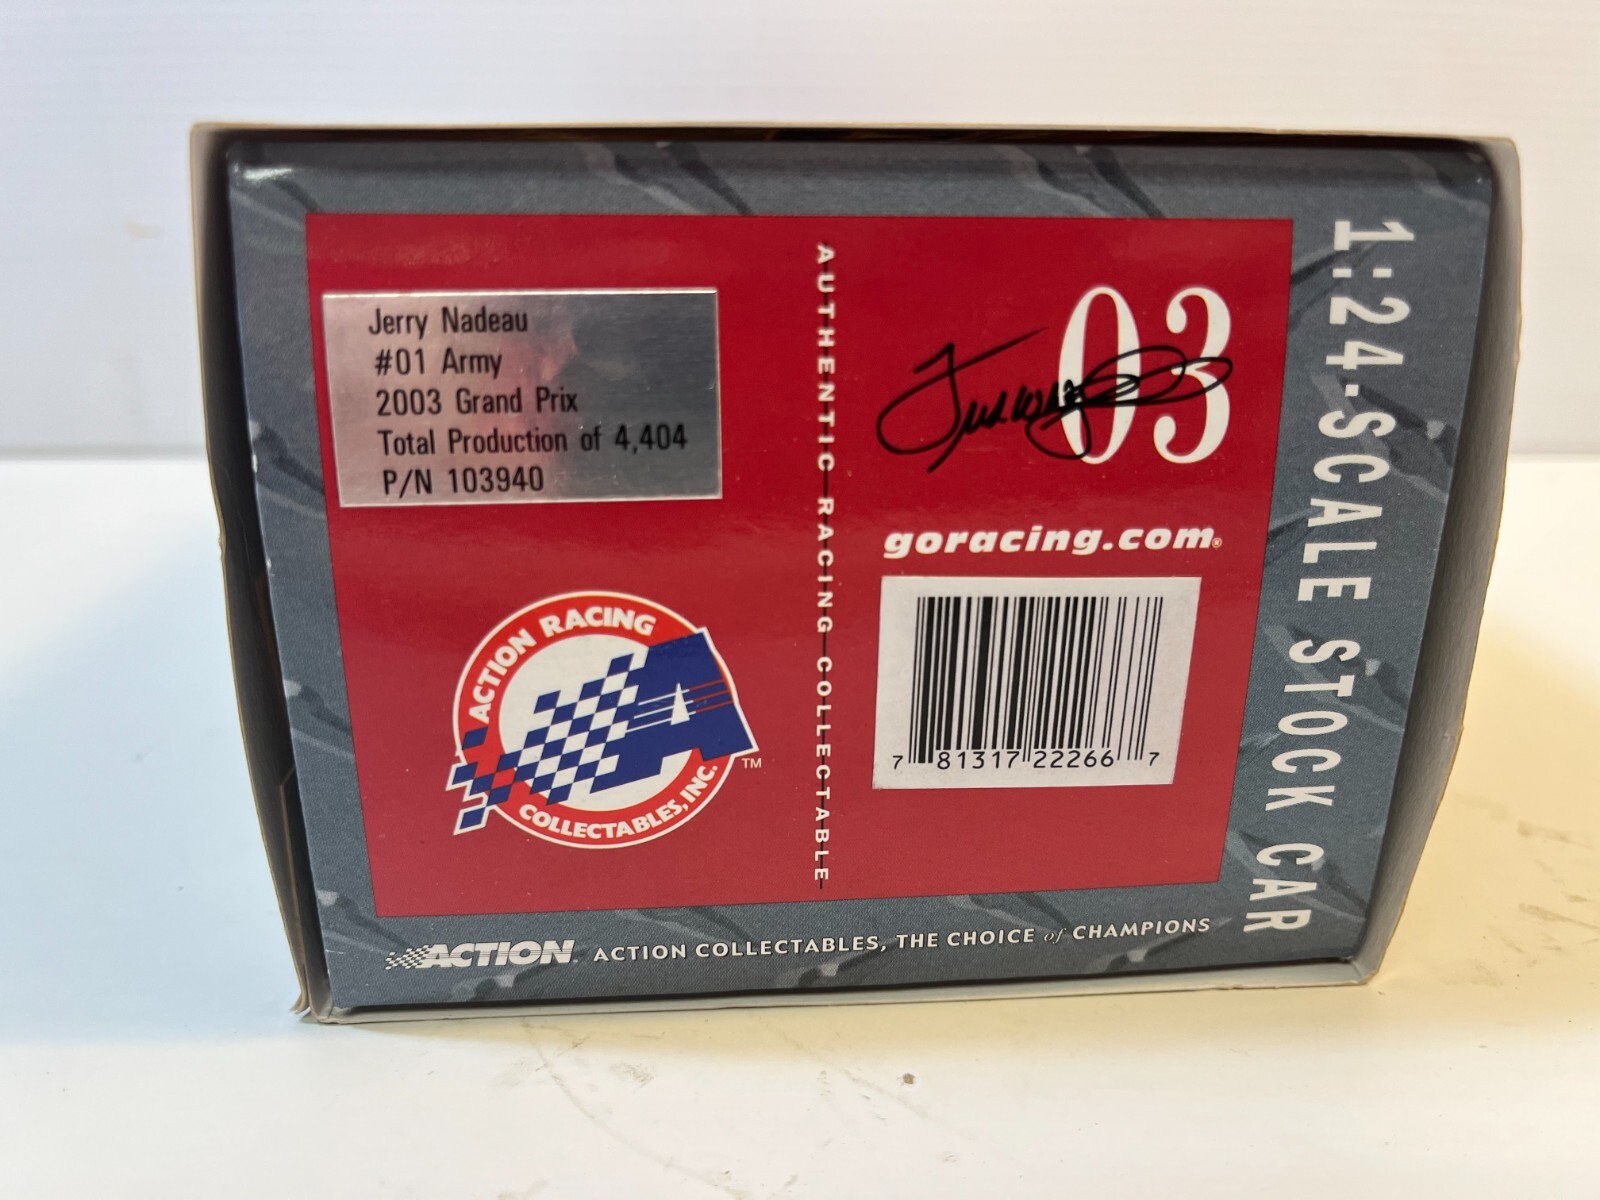 Jerry Nadeau
#01 Army
2003 Grand Prix
Total Production of 4,404
P/N 103940
AUTHENTIC RACING COLLECTABLE
03
goracing.com®
7 81317 22266 7
ACTION RACING
COLLECTABLES, INC.
TM
1:24-SCALE STOCK CAR
ACTION ACTION COLLECTABLES, THE CHOICE of CHAMPIONS